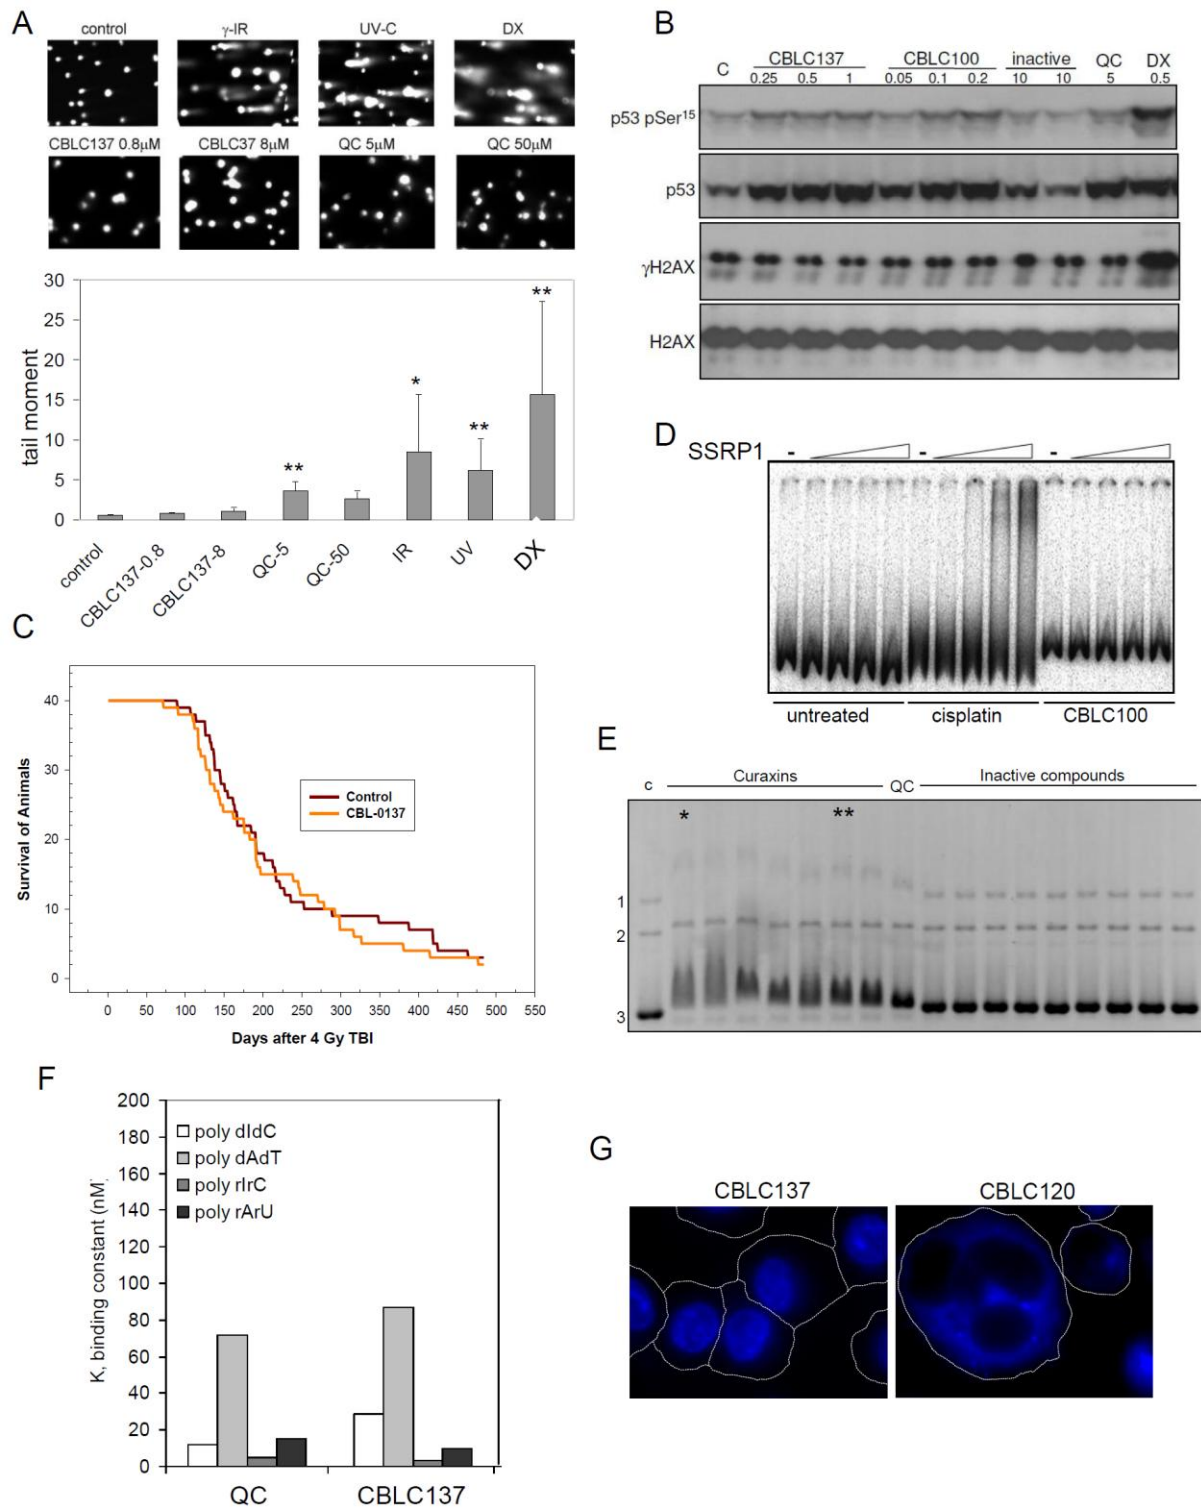 A
control γ-IR UV-C DX
CBLC137 0.8μM CBLC37 8μM QC 5μM QC 50μM
30
25
20
15
10
5
0
tail moment
** * ** **
control CBLC137-0.8 CBLC137-8 QC-5 QC-50 IR UV DX
B
C CBLC137 CBLC100 inactive QC DX
0.25 0.5 1 0.05 0.1 0.2 10 10 5 0.5
p53 pSer¹⁵
p53
γH2AX
H2AX
C
40
30
20
10
0
Survival of Animals
Control
CBL-0137
0 50 100 150 200 250 300 350 400 450 500 550
Days after 4 Gy TBI
D
SSRP1 - - -
untreated cisplatin CBLC100
E
c Curaxins QC Inactive compounds
* **
1
2
3
F
200
180
160
140
120
100
80
60
40
20
0
K, binding constant (nM)
poly dIdC
poly dAdT
poly rIrC
poly rArU
QC CBLC137
G
CBLC137 CBLC120